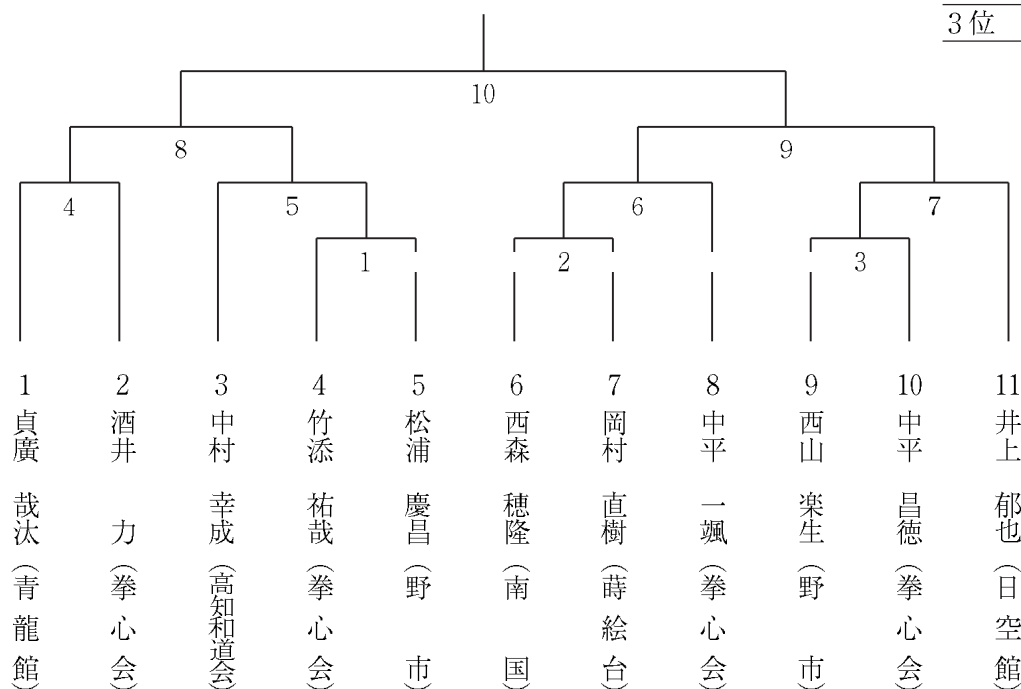 3位
10
8
9
4
5
6
7
1
2
3
1 貞廣 哉汰（青龍館）
2 酒井 力（拳心会）
3 中村 幸成（高知和道会）
4 竹添 祐哉（拳心会）
5 松浦 慶昌（野市）
6 西森 穂隆（南国）
7 岡村 直樹（蒔絵台）
8 中平 一颯（拳心会）
9 西山 楽生（野市）
10 中平 昌徳（拳心会）
11 井上 郁也（日空館）